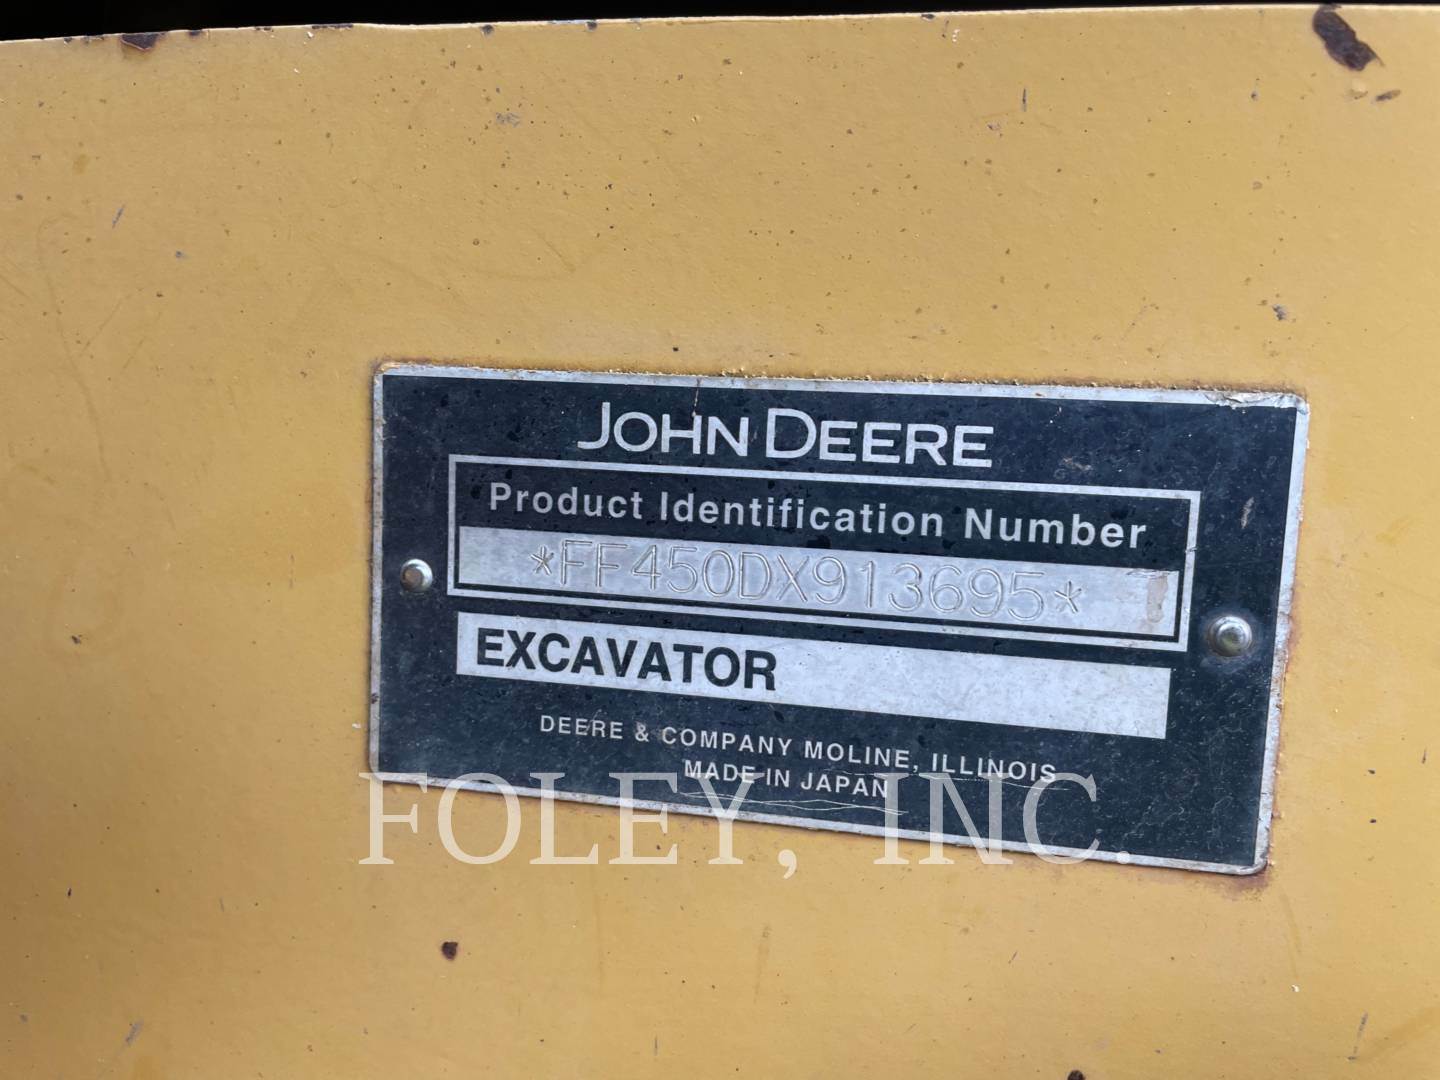 JOHN DEERE
Product Identification Number
*FF450DX913695*
EXCAVATOR
DEERE & COMPANY MOLINE, ILLINOIS
MADE IN JAPAN
FOLEY, INC.